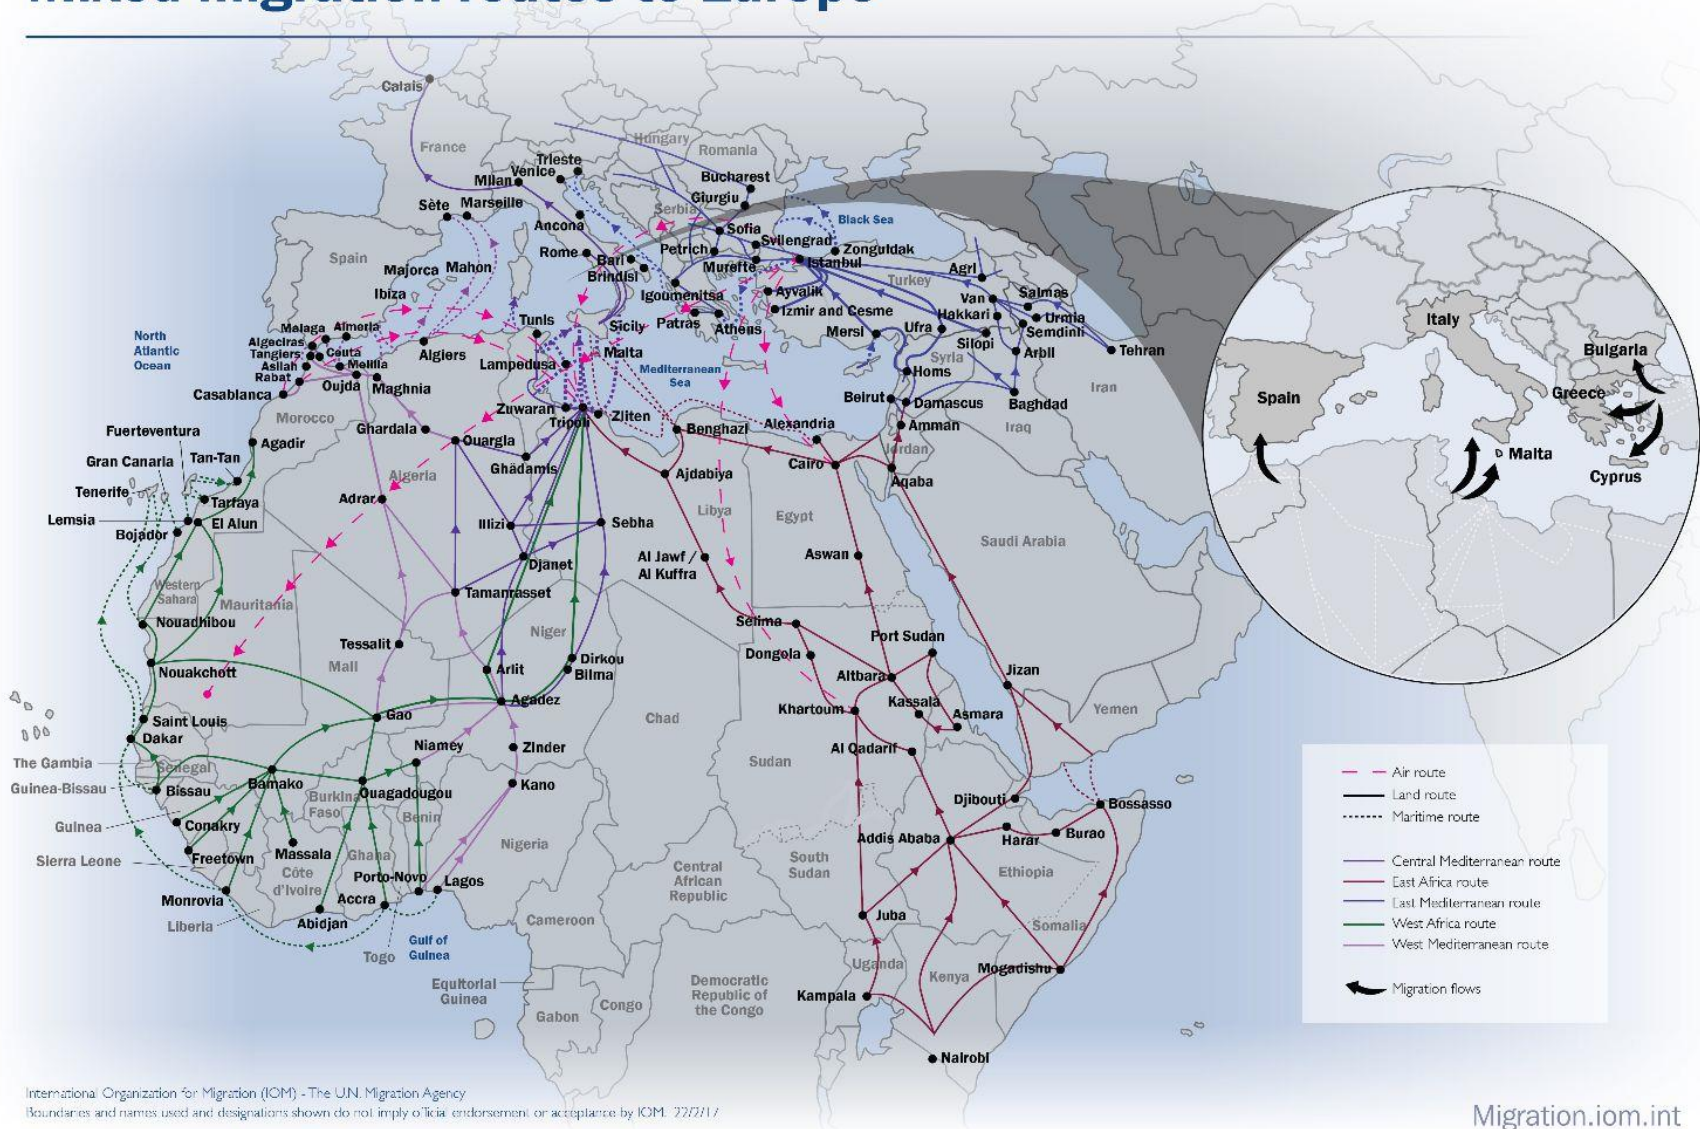 Mixed Migration routes to Europe
Calais
France
Hungary
Romania
Trieste
Venice
Milan
Bucharest
Giurgiu
Serbia
Sète
Marseille
Ancona
Sofia
Black Sea
Svilengrad
Petrich
Zonguldak
Rome
Bari
Murefte
Istanbul
Brindisi
Spain
Majorca
Mahon
Ibiza
Igoumenitsa
Ayvalik
Turkey
Agri
Van
Salmas
Izmir and Cesme
Hakkari
Urmia
Patras
Athens
Mersi
Ufra
Semdinli
Tunis
Sicily
Silopi
Arbil
Tehran
North
Atlantic
Ocean
Malaga
Almeria
Algeciras
Tangiers
Ceuta
Asilah
Melilla
Rabat
Oujda
Maghnia
Algiers
Casablanca
Lampedusa
Malta
Mediterranean
Sea
Syria
Homs
Iran
Beirut
Damascus
Baghdad
Morocco
Zuwaran
Tripoli
Zliten
Benghazi
Alexandria
Amman
Iraq
Fuerteventura
Agadir
Ghardala
Ouargla
Jordan
Gran Canaria
Tan-Tan
Ghädamis
Cairo
Aqaba
Ajdabiya
Tenerife
Tarfaya
Algeria
Adrar
Lemsia
El Alun
Bojador
Illizi
Sebha
Libya
Egypt
Saudi Arabia
Djanet
Al Jawf /
Al Kuffra
Aswan
Western
Sahara
Mauritania
Tamanrasset
Nouadhibou
Tessalit
Niger
Selima
Port Sudan
Dongola
Nouakchott
Mali
Arlit
Dirkou
Bilma
Altbara
Jizan
Agadez
Saint Louis
Gao
Chad
Khartoum
Kassala
Asmara
Yemen
Dakar
Niamey
Zinder
Al Qadarif
Sudan
The Gambia
Senegal
Guinea-Bissau
Bissau
Bamako
Burkina
Faso
Ouagadougou
Kano
Djibouti
Bossasso
Guinea
Conakry
Benin
Sierra Leone
Freetown
Massala
Ghana
Nigeria
Addis Ababa
Harar
Burao
Côte
d'Ivoire
Porto-Novo
Lagos
Central
African
Republic
South
Sudan
Ethiopia
Monrovia
Accra
Liberia
Abidjan
Cameroon
Juba
Somalia
Togo
Gulf of
Guinea
Uganda
Kenya
Mogadishu
Equitorial
Guinea
Democratic
Republic of
the Congo
Kampala
Gabon
Congo
Nairobi
Italy
Bulgaria
Spain
Greece
Malta
Cyprus
Air route
Land route
Maritime route
Central Mediterranean route
East Africa route
East Mediterranean route
West Africa route
West Mediterranean route
Migration flows
International Organization for Migration (IOM) - The U.N. Migration Agency
Boundaries and names used and designations shown do not imply official endorsement or acceptance by IOM. 22/2/17
Migration.iom.int